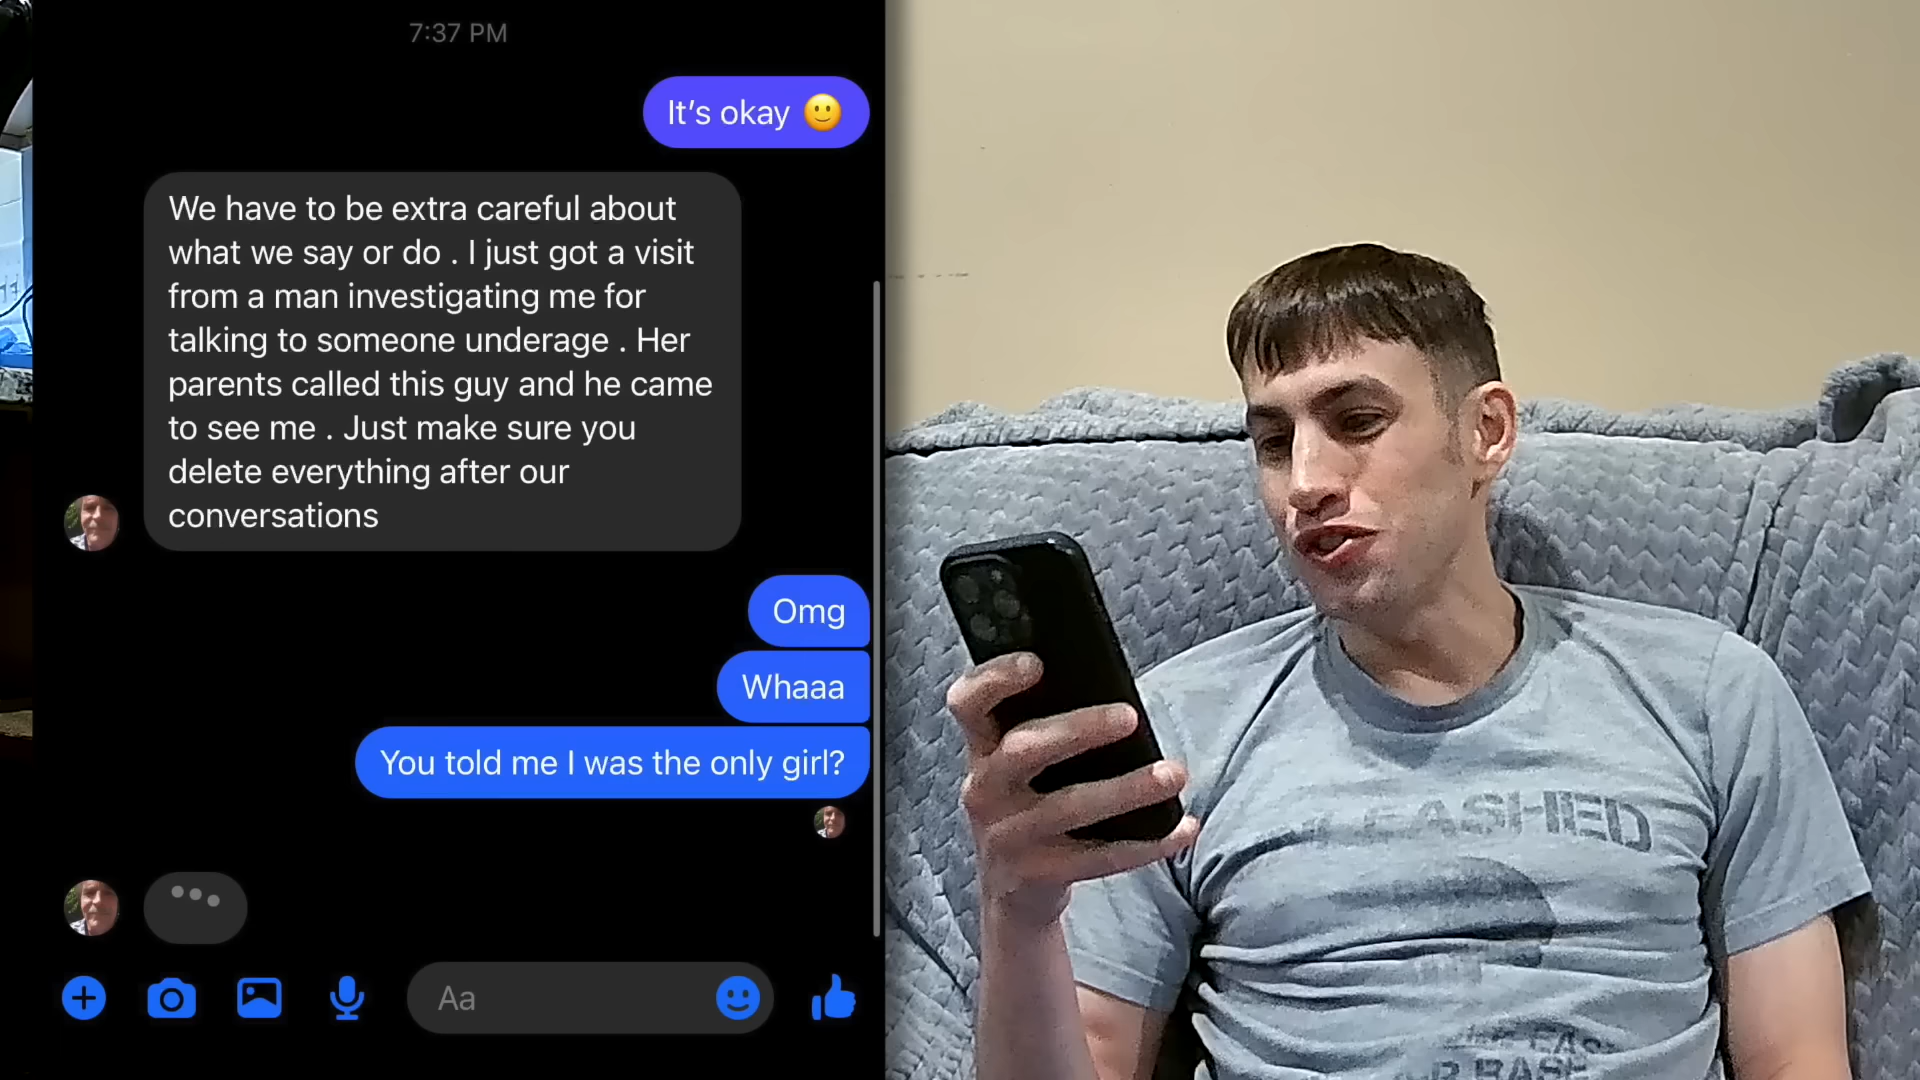 7:37 PM
It's okay 🙂
We have to be extra careful about
what we say or do . I just got a visit
from a man investigating me for
talking to someone underage . Her
parents called this guy and he came
to see me . Just make sure you
delete everything after our
conversations
Omg
Whaaa
You told me I was the only girl?
Aa